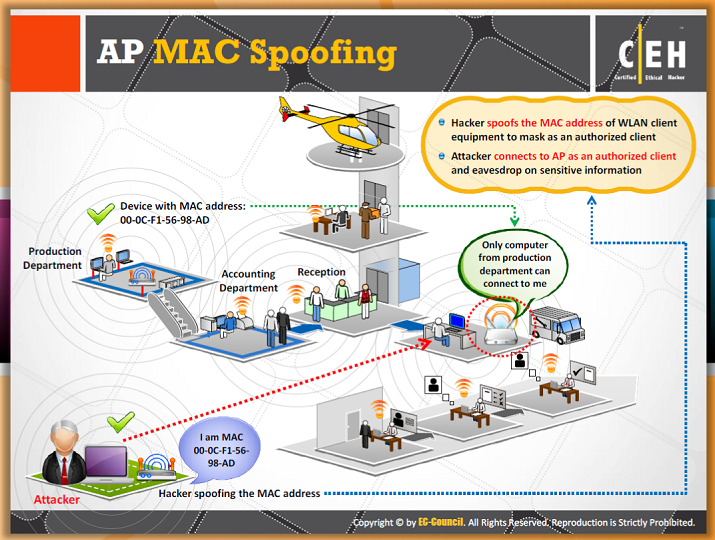 AP MAC Spoofing
C|EH
Certified Ethical Hacker
Hacker spoofs the MAC address of WLAN client
equipment to mask as an authorized client
Attacker connects to AP as an authorized client
and eavesdrop on sensitive information
Device with MAC address:
00-0C-F1-56-98-AD
Production
Department
Accounting
Department
Reception
Only computer
from production
department can
connect to me
I am MAC
00-0C-F1-56-
98-AD
Attacker
Hacker spoofing the MAC address
Copyright © by EC-Council. All Rights Reserved. Reproduction is Strictly Prohibited.